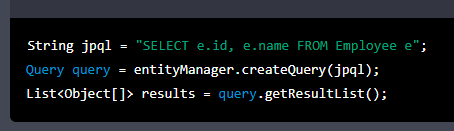 String jpql = "SELECT e.id, e.name FROM Employee e";
Query query = entityManager.createQuery(jpql);
List<Object[]> results = query.getResultList();